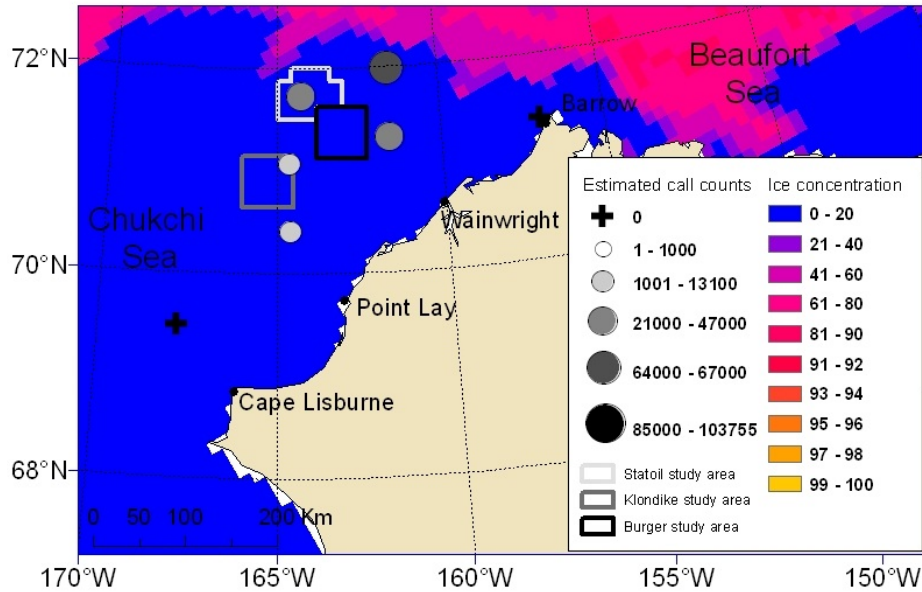 72°N
70°N
68°N
Beaufort
Sea
Barrow
Chukchi
Sea
Wainwright
Point Lay
Cape Lisburne
0 50 100 200 Km
170°W 165°W 160°W 155°W 150°W
Estimated call counts
0
1 - 1000
1001 - 13100
21000 - 47000
64000 - 67000
85000 - 103755
Statoil study area
Klondike study area
Burger study area
Ice concentration
0 - 20
21 - 40
41 - 60
61 - 80
81 - 90
91 - 92
93 - 94
95 - 96
97 - 98
99 - 100